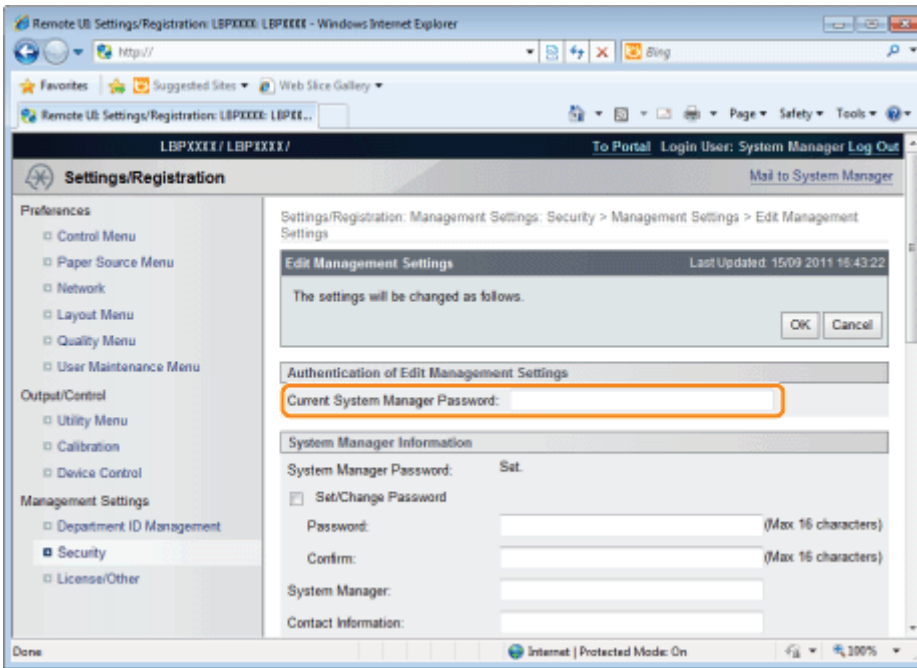 Remote UI: Settings/Registration: LBPXXXX: LBPXXXX - Windows Internet Explorer
http://
Bing
Favorites Suggested Sites Web Slice Gallery
Remote UI: Settings/Registration: LBPXXXX: LBPXX...
Page Safety Tools
LBPXXXX / LBPXXXX /
To Portal Login User: System Manager Log Out
Settings/Registration
Mail to System Manager
Preferences
Control Menu
Paper Source Menu
Network
Layout Menu
Quality Menu
User Maintenance Menu
Output/Control
Utility Menu
Calibration
Device Control
Management Settings
Department ID Management
Security
License/Other
Settings/Registration: Management Settings: Security > Management Settings > Edit Management
Settings
Edit Management Settings
Last Updated: 15/09 2011 16:43:22
The settings will be changed as follows.
OK Cancel
Authentication of Edit Management Settings
Current System Manager Password:
System Manager Information
System Manager Password: Set.
Set/Change Password
Password: (Max 16 characters)
Confirm: (Max 16 characters)
System Manager:
Contact Information:
Done
Internet | Protected Mode: On
100%